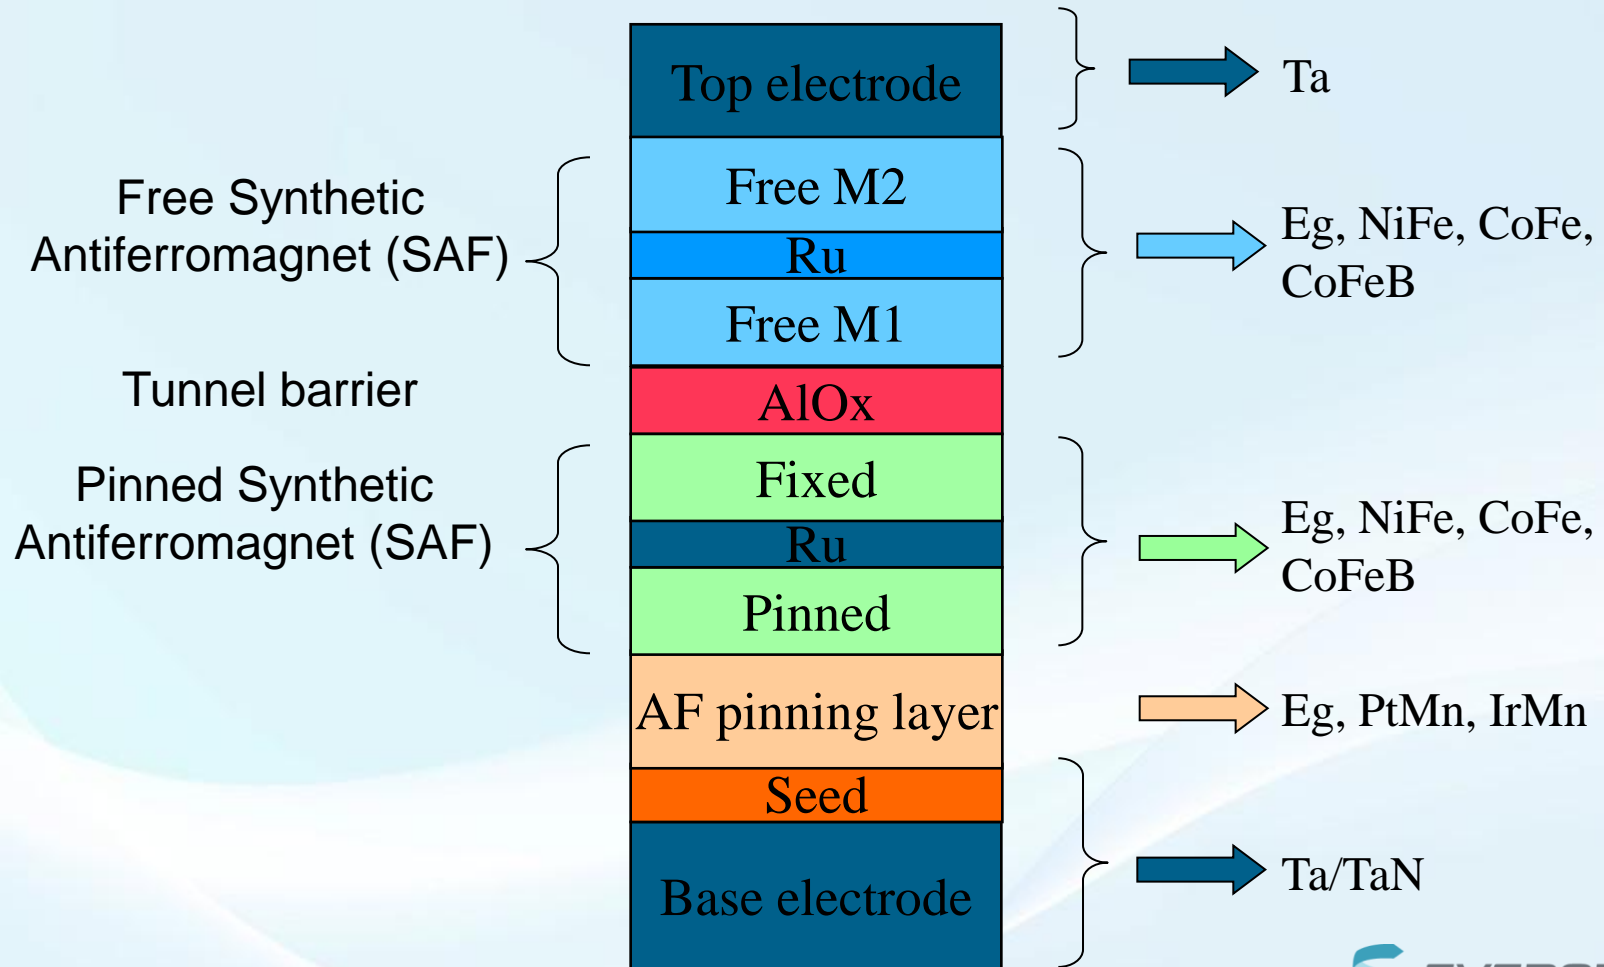 Top electrode
Ta
Free Synthetic
Antiferromagnet (SAF)
Free M2
Ru
Free M1
Eg, NiFe, CoFe,
CoFeB
Tunnel barrier
AlOx
Pinned Synthetic
Antiferromagnet (SAF)
Fixed
Ru
Pinned
Eg, NiFe, CoFe,
CoFeB
AF pinning layer
Eg, PtMn, IrMn
Seed
Base electrode
Ta/TaN